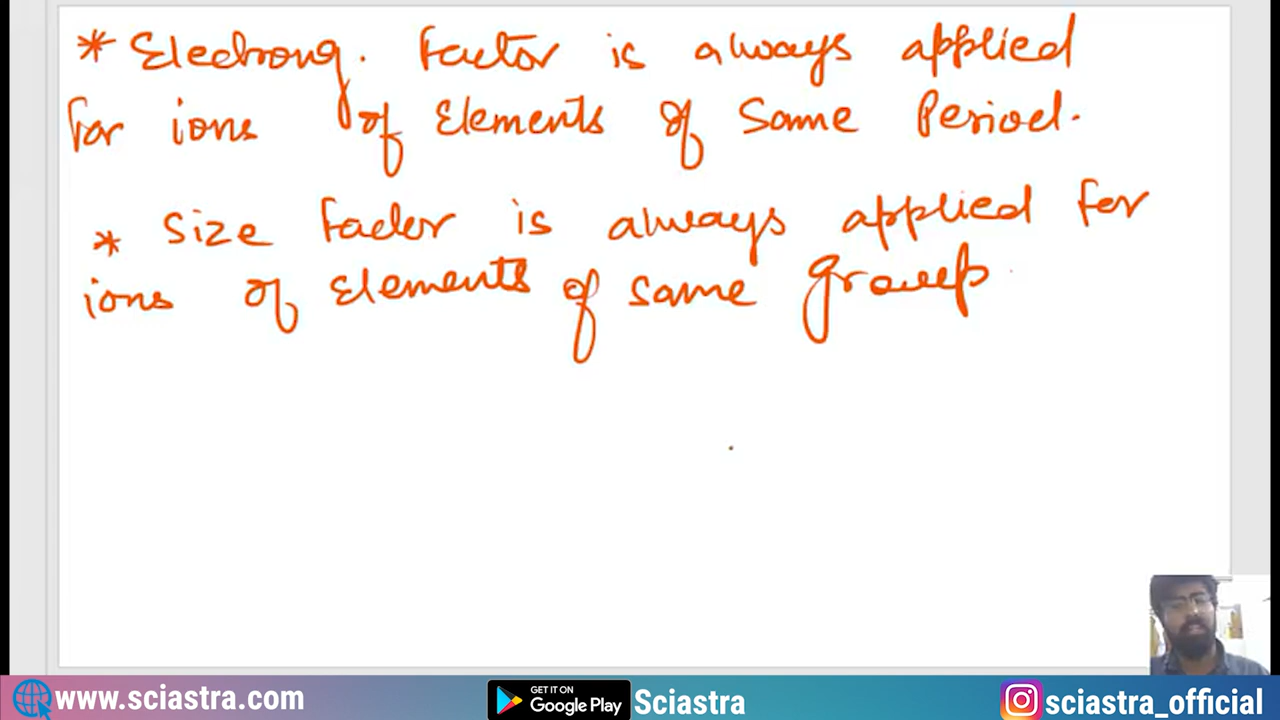 * Electroneg. Factor is always applied
For ions of Elements of Same Period.
* Size Factor is always applied for
ions of Elements of same group
www.sciastra.com
GET IT ON
Google Play
Sciastra
sciastra_official